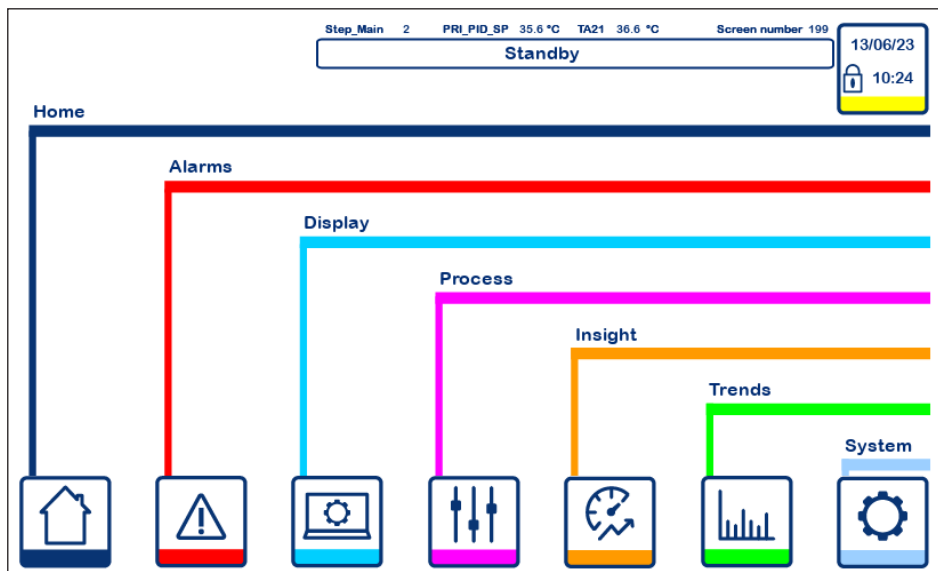 Step_Main 2 PRI_PID_SP 35.6 °C TA21 36.6 °C Screen number 199
Standby
13/06/23
10:24
Home
Alarms
Display
Process
Insight
Trends
System